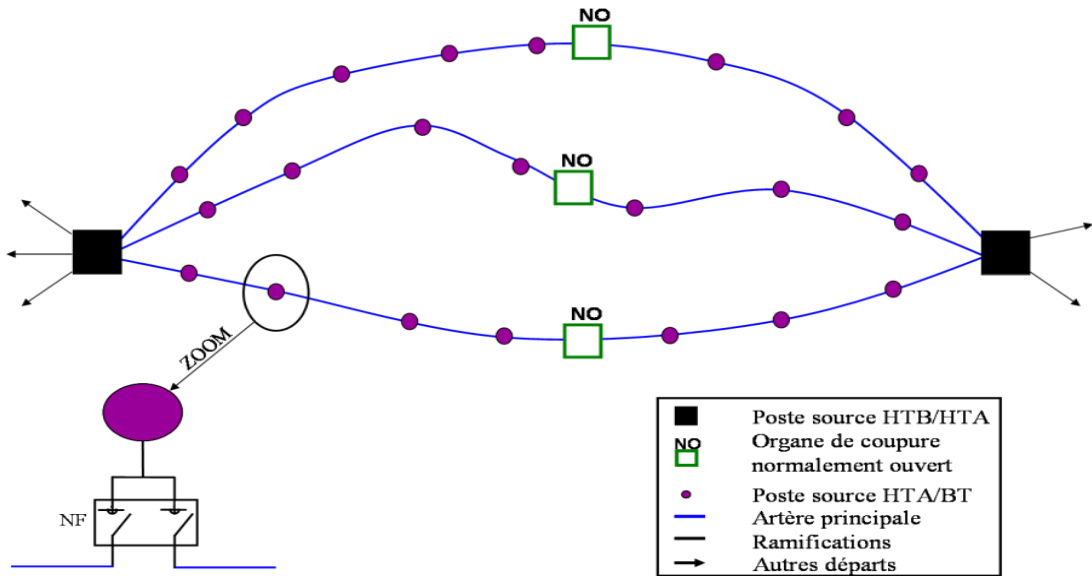 NO
NO
NO
ZOOM
NF
Poste source HTB/HTA
NO
Organe de coupure
normalement ouvert
Poste source HTA/BT
Artère principale
Ramifications
Autres départs